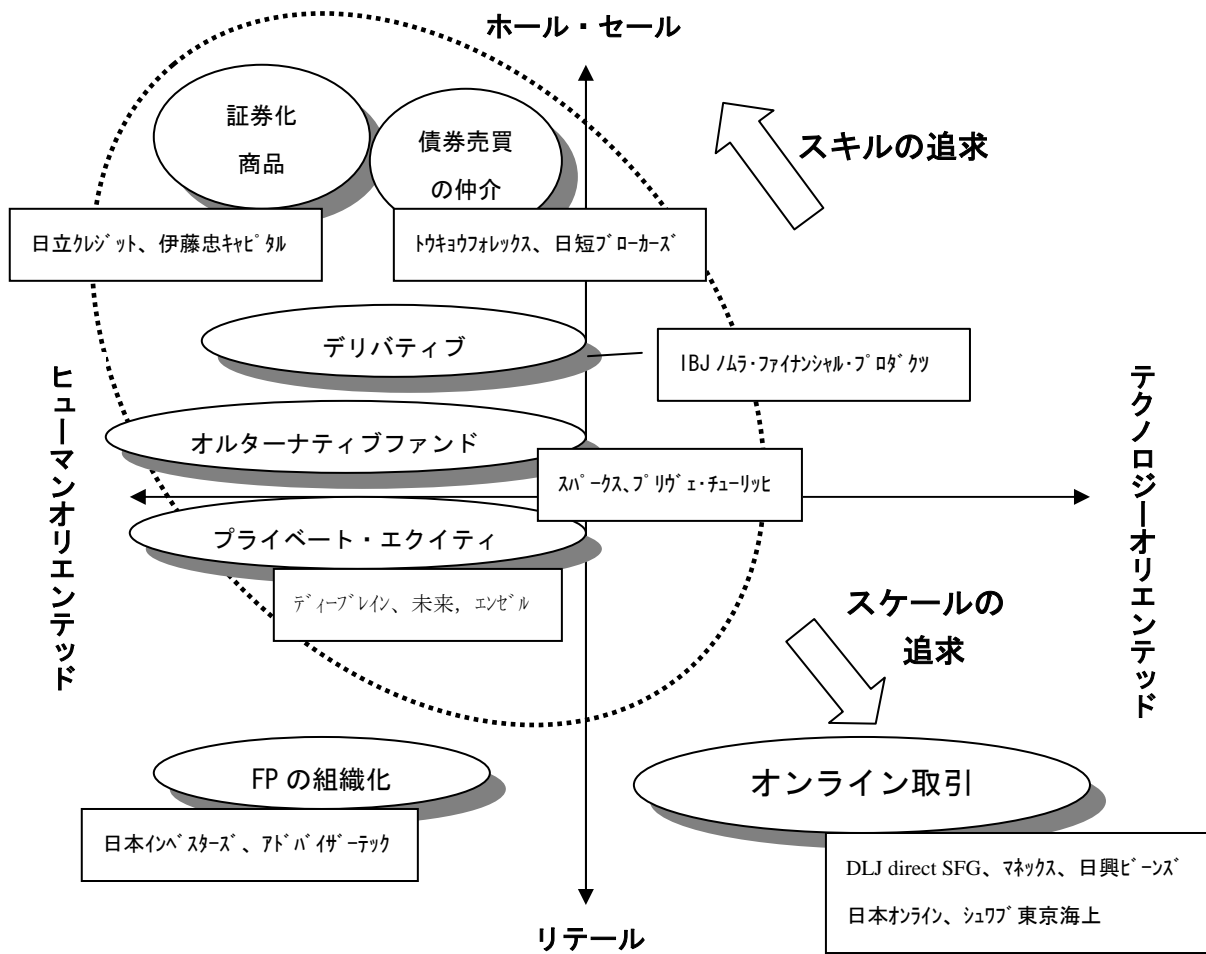 ホール・セール
証券化
商品
債券売買
の仲介
スキルの追求
日立ｸﾚｼﾞｯﾄ、伊藤忠ｷｬﾋﾟﾀﾙ
ﾄｳｷｮｳﾌｫﾚｯｸｽ、日短ﾌﾞﾛｰｶｰｽﾞ
デリバティブ
IBJ ﾉﾑﾗ・ﾌｧｲﾅﾝｼｬﾙ・ﾌﾟﾛﾀﾞｸﾂ
ヒューマンオリエンテッド
テクノロジーオリエンテッド
オルターナティブファンド
ｽﾊﾟｰｸｽ､ﾌﾟﾘｳﾞｪ・ﾁｭｰﾘｯﾋ
プライベート・エクイティ
ﾃﾞｨｰﾌﾞﾚｲﾝ、未来，ｴﾝｾﾞﾙ
スケールの
追求
FP の組織化
オンライン取引
日本ｲﾝﾍﾞｽﾀｰｽﾞ、ｱﾄﾞﾊﾞｲｻﾞｰﾃｯｸ
DLJ direct SFG、ﾏﾈｯｸｽ、日興ﾋﾞｰﾝｽﾞ
日本ｵﾝﾗｲﾝ、ｼｭﾜﾌﾞ東京海上
リテール